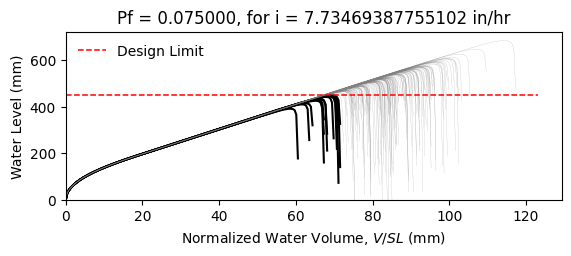 Pf = 0.075000, for i = 7.73469387755102 in/hr
Design Limit
Water Level (mm)
600
400
200
0
0 20 40 60 80 100 120
Normalized Water Volume, V/SL (mm)